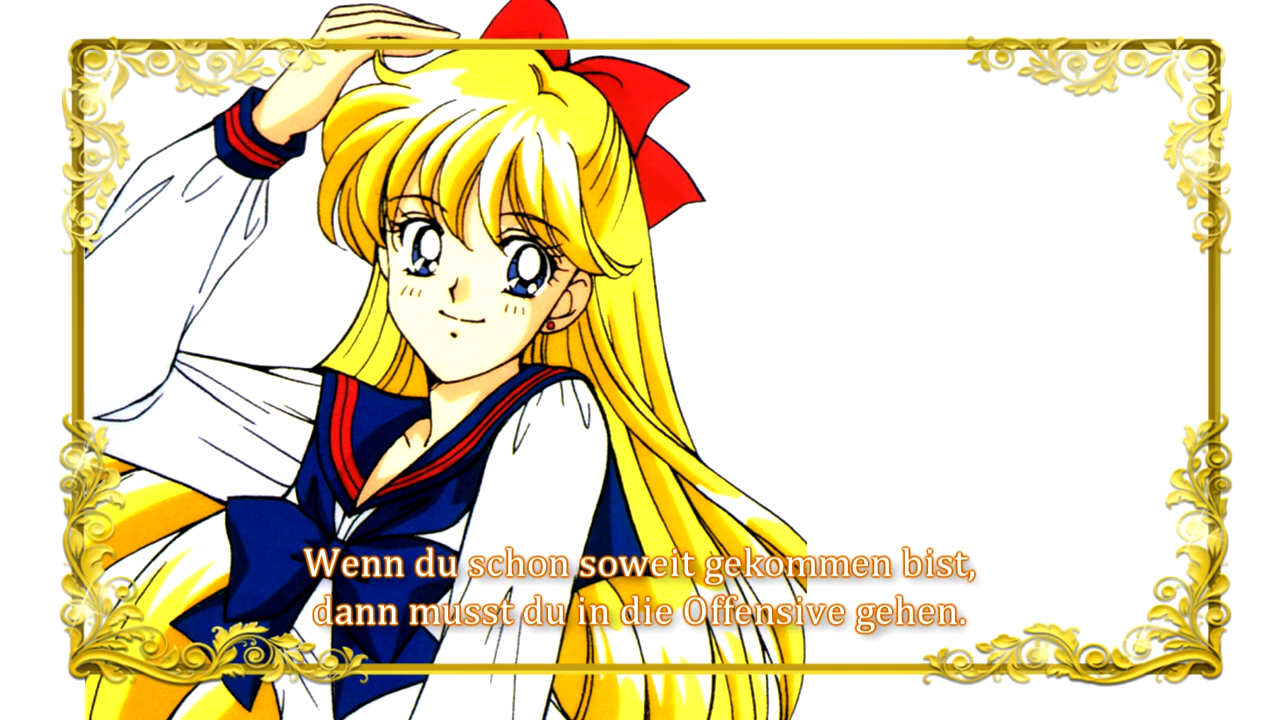 Wenn du schon soweit gekommen bist,
dann musst du in die Offensive gehen.